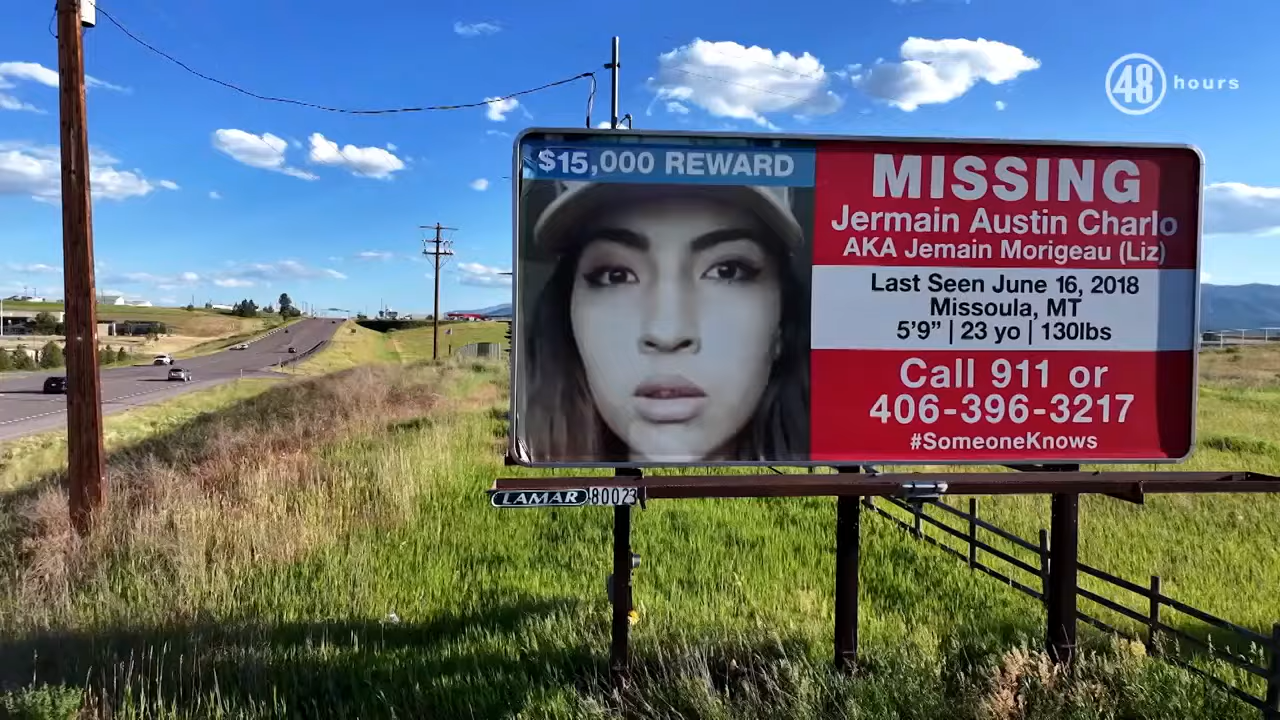 48 hours
$15,000 REWARD
MISSING
Jermain Austin Charlo
AKA Jemain Morigeau (Liz)
Last Seen June 16, 2018
Missoula, MT
5'9” | 23 yo | 130lbs
Call 911 or
406-396-3217
#SomeoneKnows
LAMAR 80023